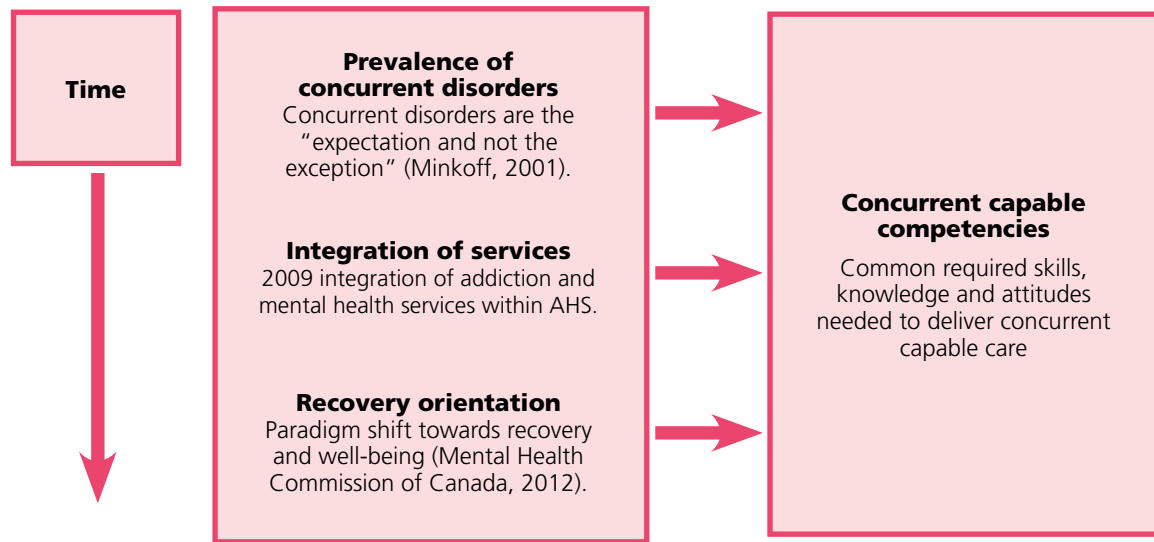 Time
Prevalence of
concurrent disorders
Concurrent disorders are the
“expectation and not the
exception” (Minkoff, 2001).
Integration of services
2009 integration of addiction and
mental health services within AHS.
Recovery orientation
Paradigm shift towards recovery
and well-being (Mental Health
Commission of Canada, 2012).
Concurrent capable
competencies
Common required skills,
knowledge and attitudes
needed to deliver concurrent
capable care